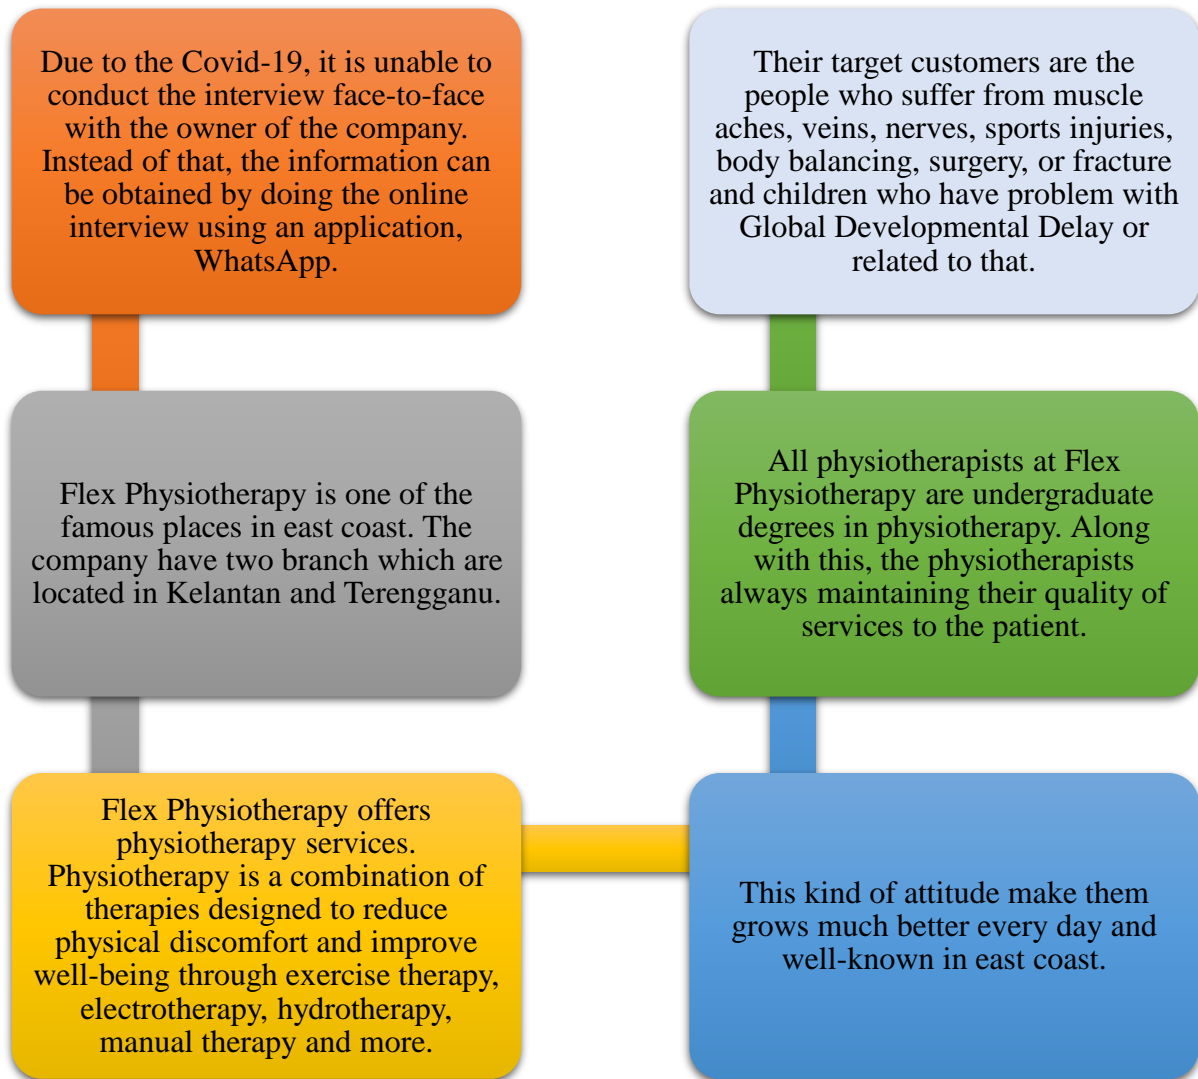 Due to the Covid-19, it is unable to
conduct the interview face-to-face
with the owner of the company.
Instead of that, the information can
be obtained by doing the online
interview using an application,
WhatsApp.
Flex Physiotherapy is one of the
famous places in east coast. The
company have two branch which are
located in Kelantan and Terengganu.
Flex Physiotherapy offers
physiotherapy services.
Physiotherapy is a combination of
therapies designed to reduce
physical discomfort and improve
well-being through exercise therapy,
electrotherapy, hydrotherapy,
manual therapy and more.
Their target customers are the
people who suffer from muscle
aches, veins, nerves, sports injuries,
body balancing, surgery, or fracture
and children who have problem with
Global Developmental Delay or
related to that.
All physiotherapists at Flex
Physiotherapy are undergraduate
degrees in physiotherapy. Along
with this, the physiotherapists
always maintaining their quality of
services to the patient.
This kind of attitude make them
grows much better every day and
well-known in east coast.